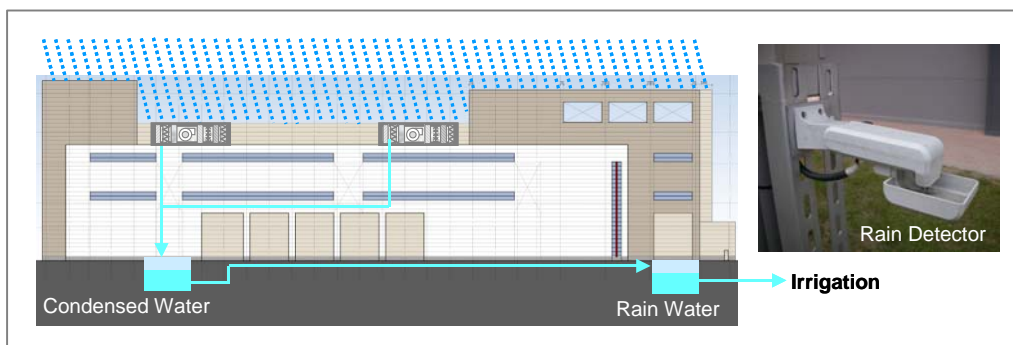 Rain Detector
Irrigation
Condensed Water
Rain Water